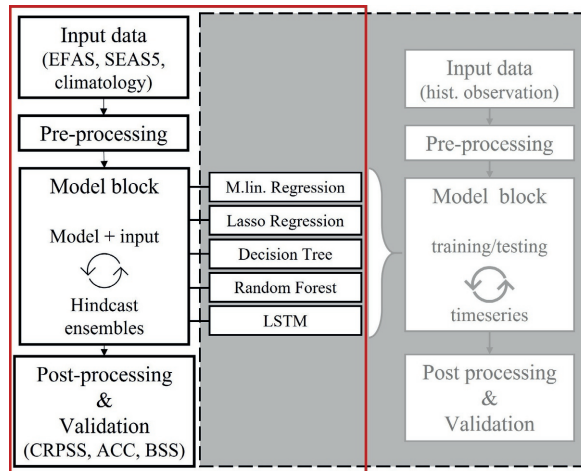 Input data
(EFAS, SEAS5,
climatology)
Pre-processing
Model block
Model + input
Hindcast
ensembles
Post-processing
&
Validation
(CRPSS, ACC, BSS)
M.lin. Regression
Lasso Regression
Decision Tree
Random Forest
LSTM
Input data
(hist. observation)
Pre-processing
Model block
training/testing
timeseries
Post processing
&
Validation